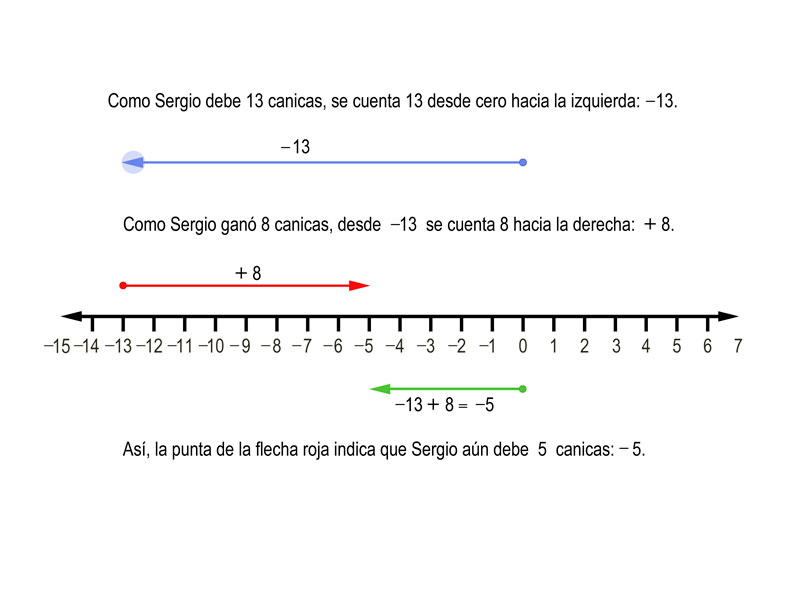 Como Sergio debe 13 canicas, se cuenta 13 desde cero hacia la izquierda: −13.
−13
Como Sergio ganó 8 canicas, desde −13 se cuenta 8 hacia la derecha: + 8.
+ 8
−15 −14 −13 −12 −11 −10 −9 −8 −7 −6 −5 −4 −3 −2 −1 0 1 2 3 4 5 6 7
−13 + 8 = −5
Así, la punta de la flecha roja indica que Sergio aún debe 5 canicas: − 5.